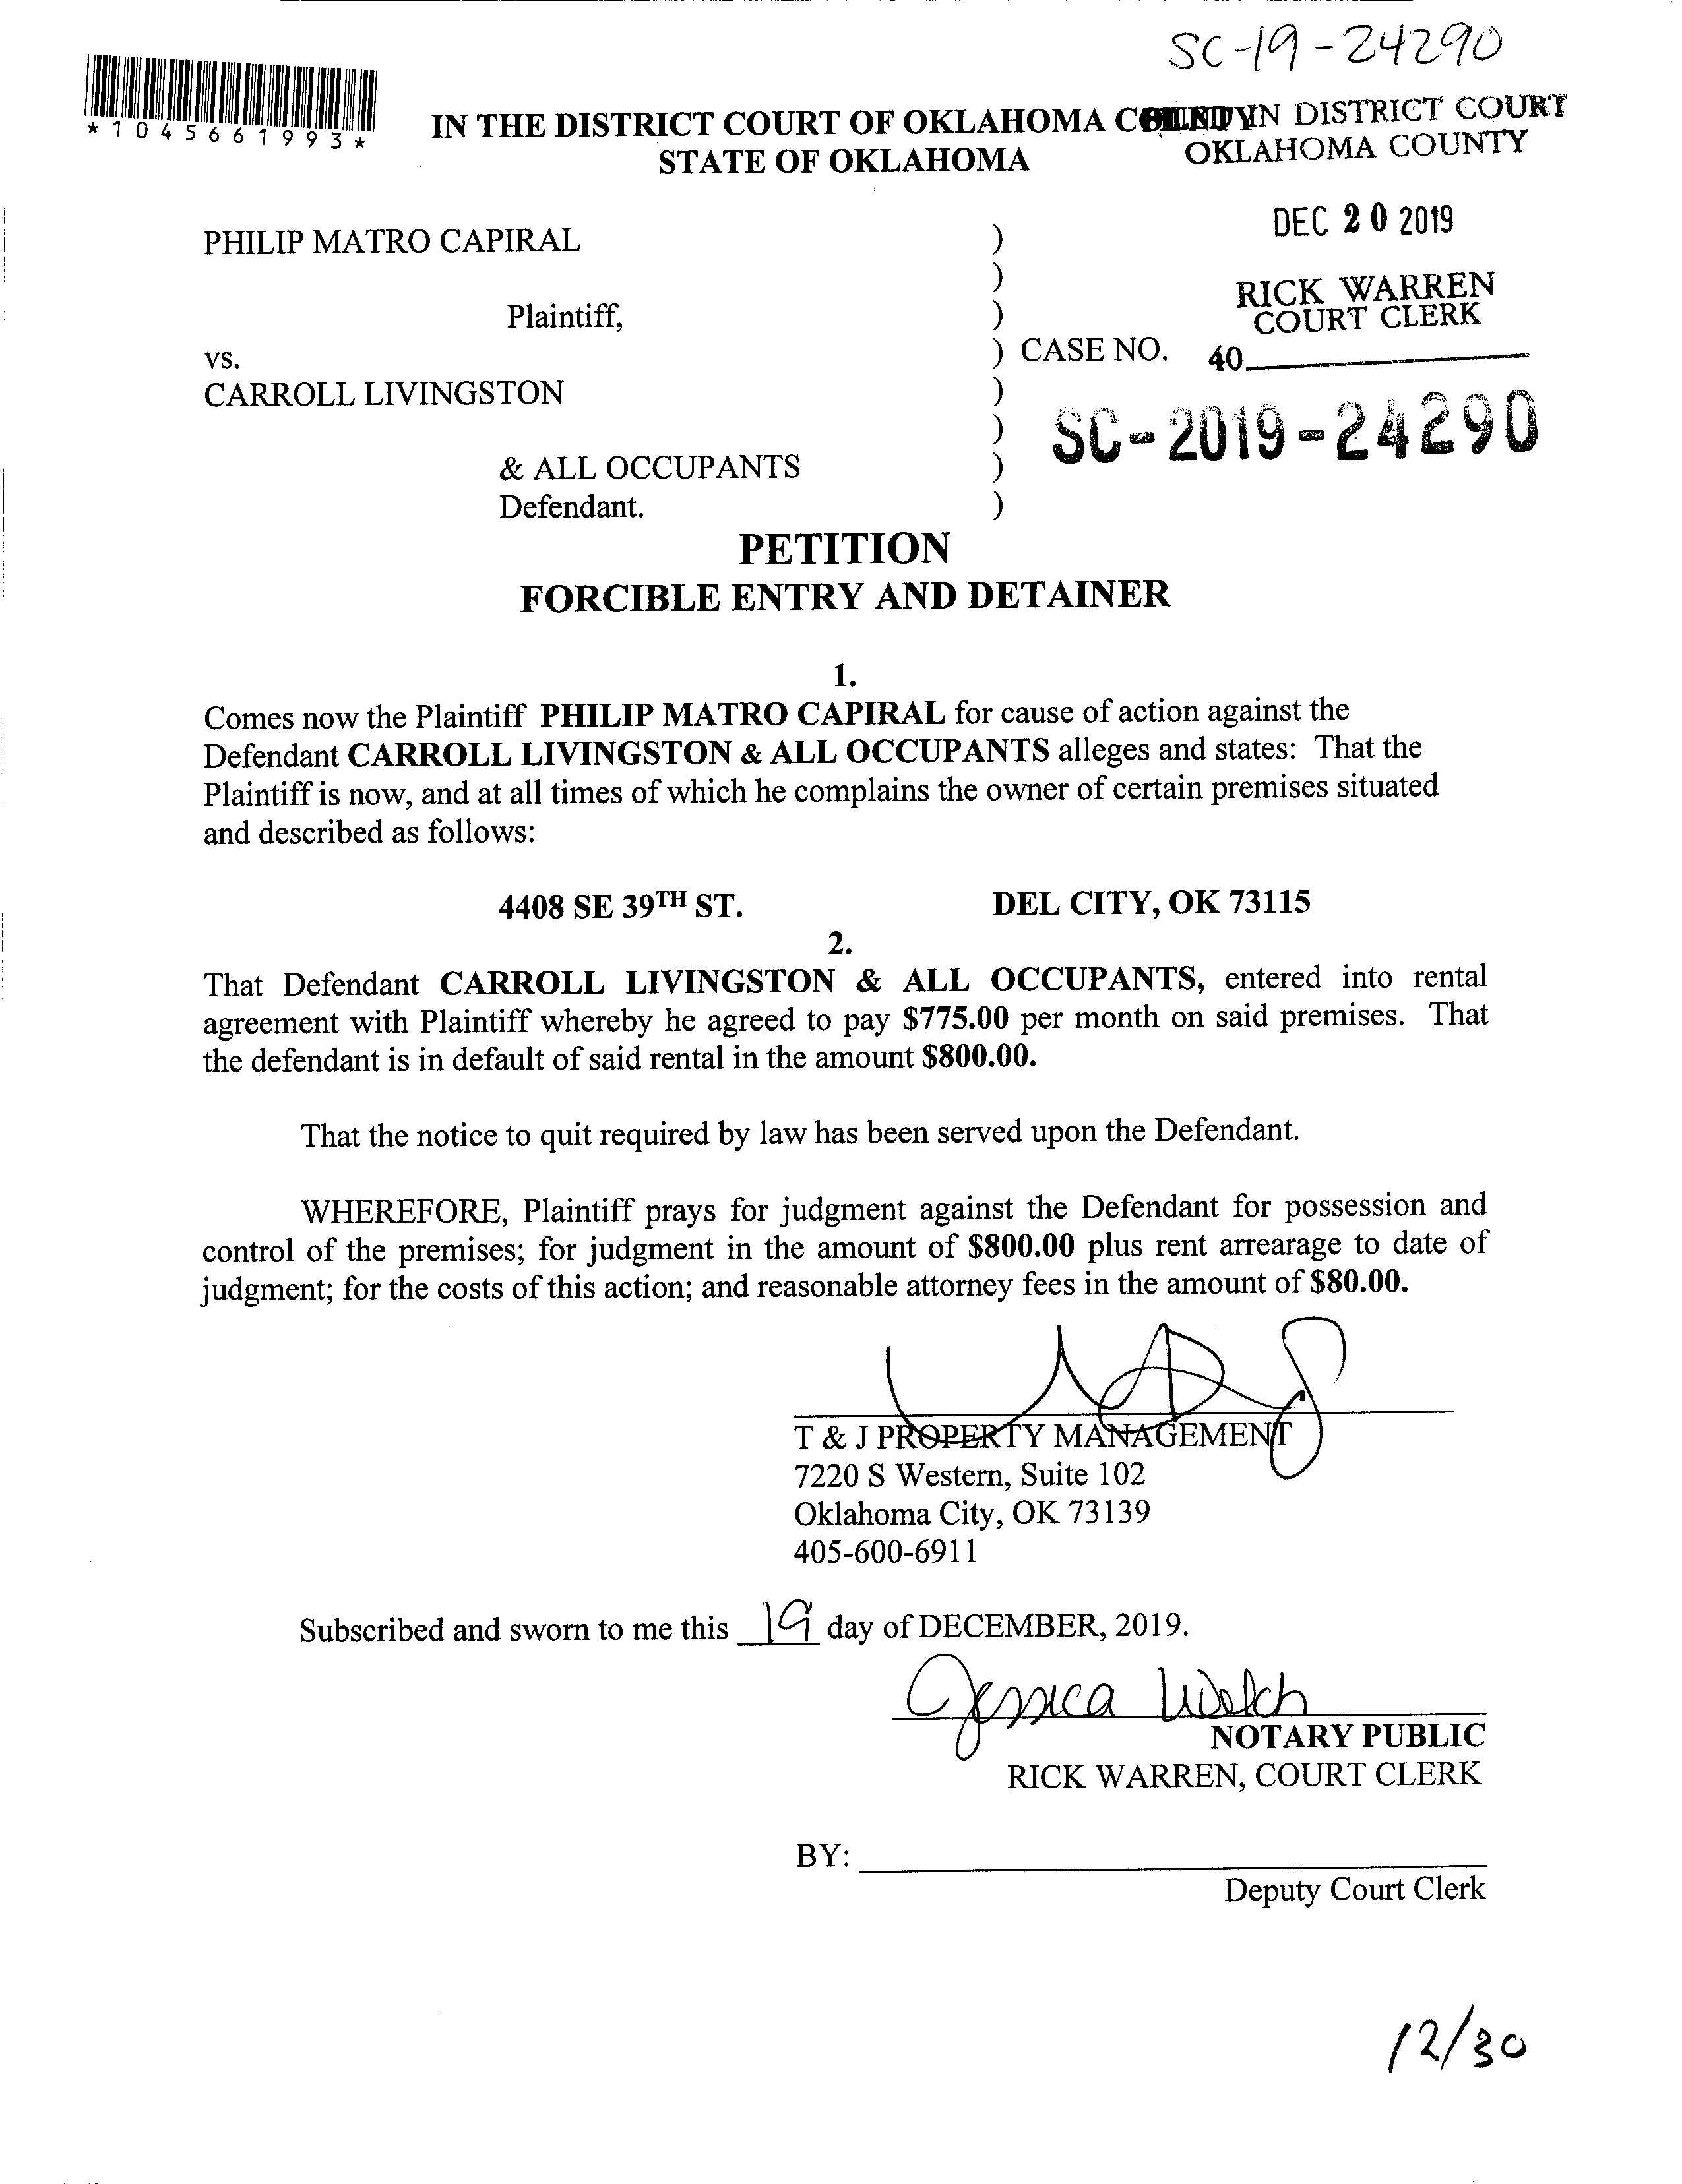 SC-19-24290
*1045661993*
IN THE DISTRICT COURT OF OKLAHOMA COUNTY
STATE OF OKLAHOMA
FILED IN DISTRICT COURT
OKLAHOMA COUNTY
DEC 20 2019
RICK WARREN
COURT CLERK
40
PHILIP MATRO CAPIRAL )
)
Plaintiff, )
vs. ) CASE NO.
CARROLL LIVINGSTON )
)
SC-2019-24290
& ALL OCCUPANTS )
Defendant. )
PETITION
FORCIBLE ENTRY AND DETAINER
1.
Comes now the Plaintiff PHILIP MATRO CAPIRAL for cause of action against the
Defendant CARROLL LIVINGSTON & ALL OCCUPANTS alleges and states: That the
Plaintiff is now, and at all times of which he complains the owner of certain premises situated
and described as follows:
4408 SE 39TH ST. DEL CITY, OK 73115
2.
That Defendant CARROLL LIVINGSTON & ALL OCCUPANTS, entered into rental
agreement with Plaintiff whereby he agreed to pay $775.00 per month on said premises. That
the defendant is in default of said rental in the amount $800.00.
That the notice to quit required by law has been served upon the Defendant.
WHEREFORE, Plaintiff prays for judgment against the Defendant for possession and
control of the premises; for judgment in the amount of $800.00 plus rent arrearage to date of
judgment; for the costs of this action; and reasonable attorney fees in the amount of $80.00.
T & J PROPERTY MANAGEMENT
7220 S Western, Suite 102
Oklahoma City, OK 73139
405-600-6911
Subscribed and sworn to me this 19 day of DECEMBER, 2019.
Jessica Welch
NOTARY PUBLIC
RICK WARREN, COURT CLERK
BY:
Deputy Court Clerk
12/30